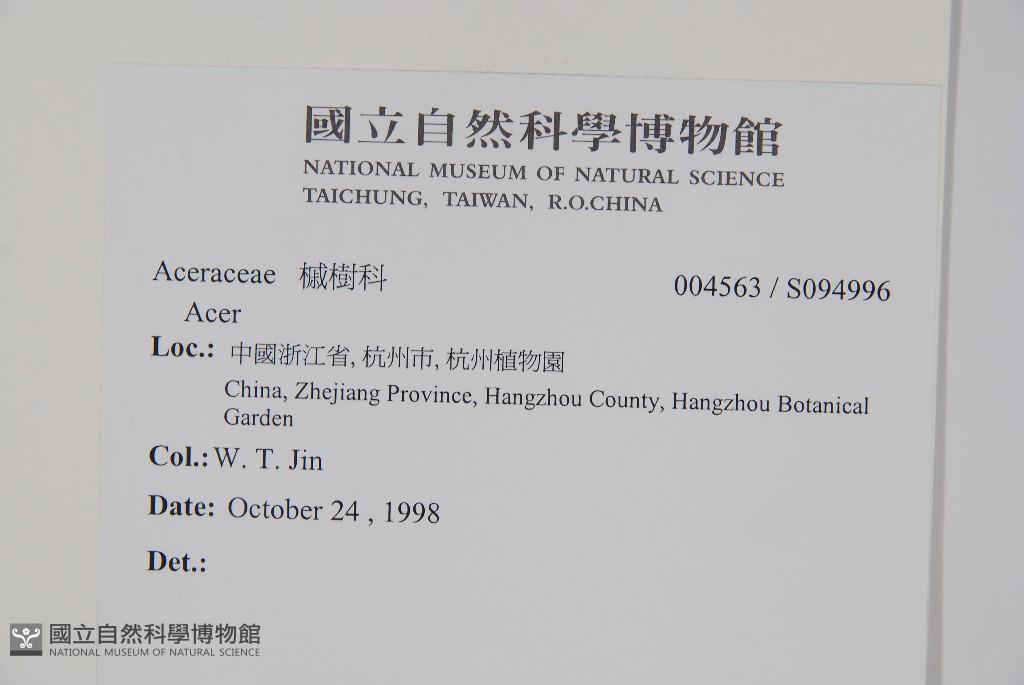 國立自然科學博物館
NATIONAL MUSEUM OF NATURAL SCIENCE
TAICHUNG, TAIWAN, R.O.CHINA
Aceraceae 槭樹科 004563 / S094996
Acer
Loc.: 中國浙江省, 杭州市, 杭州植物園
China, Zhejiang Province, Hangzhou County, Hangzhou Botanical
Garden
Col.: W. T. Jin
Date: October 24 , 1998
Det.:
國立自然科學博物館
NATIONAL MUSEUM OF NATURAL SCIENCE